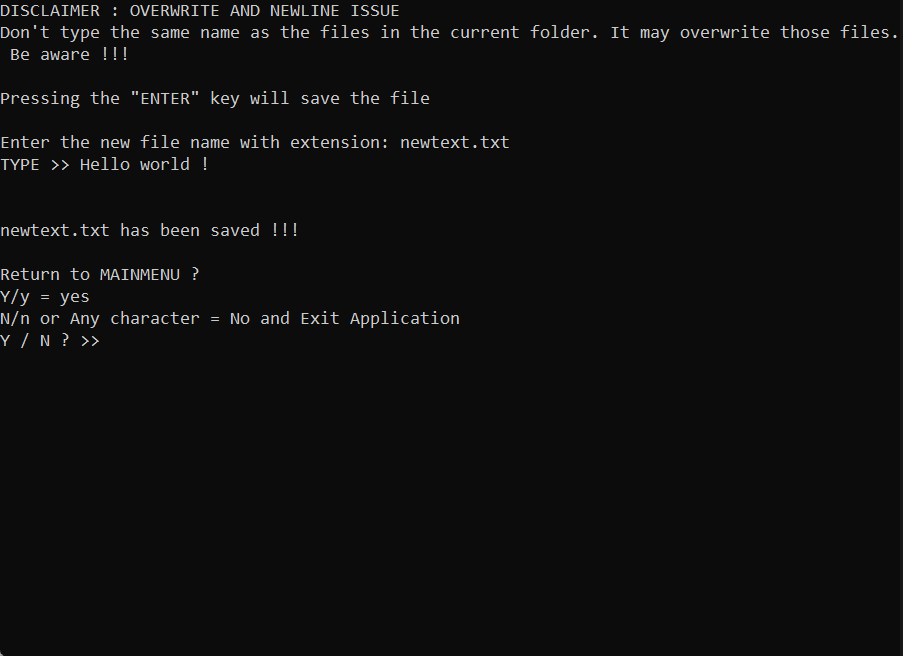 DISCLAIMER : OVERWRITE AND NEWLINE ISSUE
Don't type the same name as the files in the current folder. It may overwrite those files.
 Be aware !!!
Pressing the "ENTER" key will save the file
Enter the new file name with extension: newtext.txt
TYPE >> Hello world !
newtext.txt has been saved !!!
Return to MAINMENU ?
Y/y = yes
N/n or Any character = No and Exit Application
Y / N ? >>